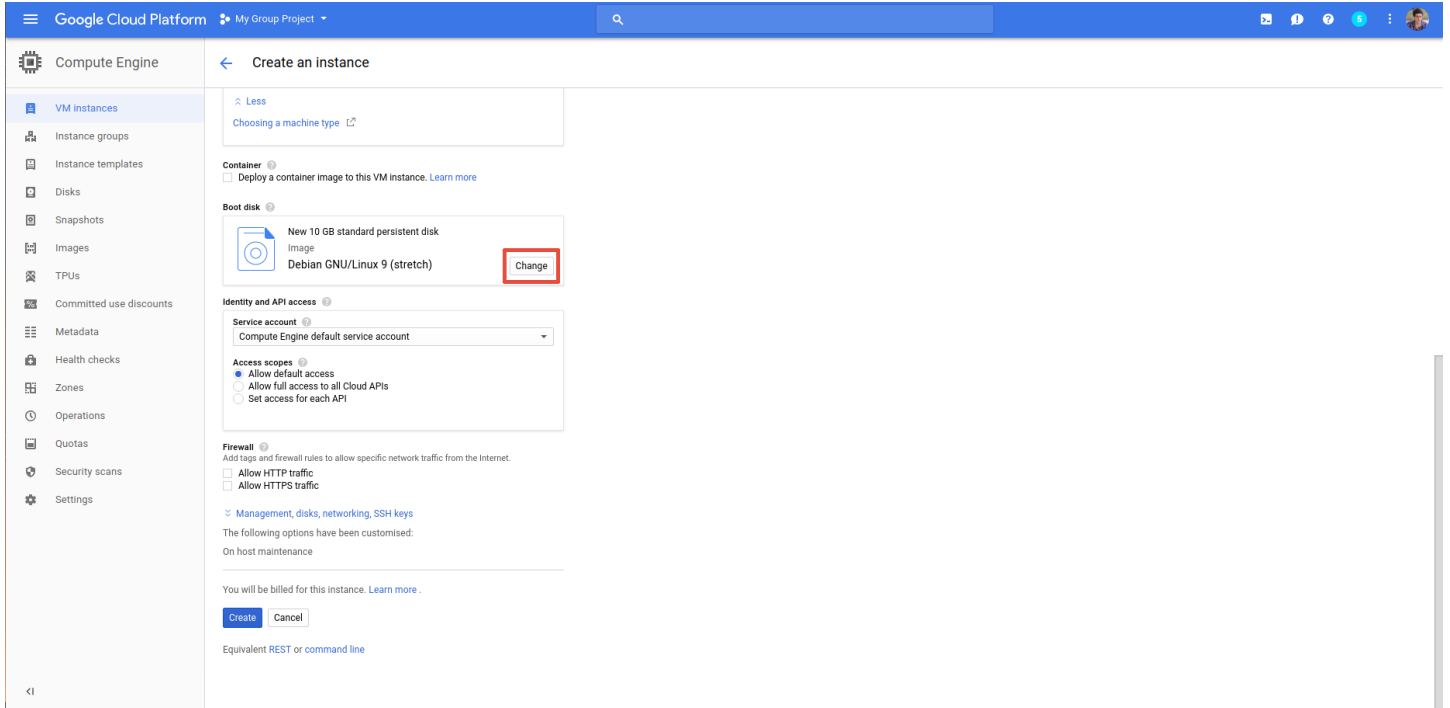 Google Cloud Platform My Group Project
5
Compute Engine
Create an instance
VM instances
Instance groups
Instance templates
Disks
Snapshots
Images
TPUs
Committed use discounts
Metadata
Health checks
Zones
Operations
Quotas
Security scans
Settings
Less
Choosing a machine type
Container
Deploy a container image to this VM instance. Learn more
Boot disk
New 10 GB standard persistent disk
Image
Debian GNU/Linux 9 (stretch)
Change
Identity and API access
Service account
Compute Engine default service account
Access scopes
Allow default access
Allow full access to all Cloud APIs
Set access for each API
Firewall
Add tags and firewall rules to allow specific network traffic from the Internet.
Allow HTTP traffic
Allow HTTPS traffic
Management, disks, networking, SSH keys
The following options have been customised:
On host maintenance
You will be billed for this instance. Learn more .
Create Cancel
Equivalent REST or command line